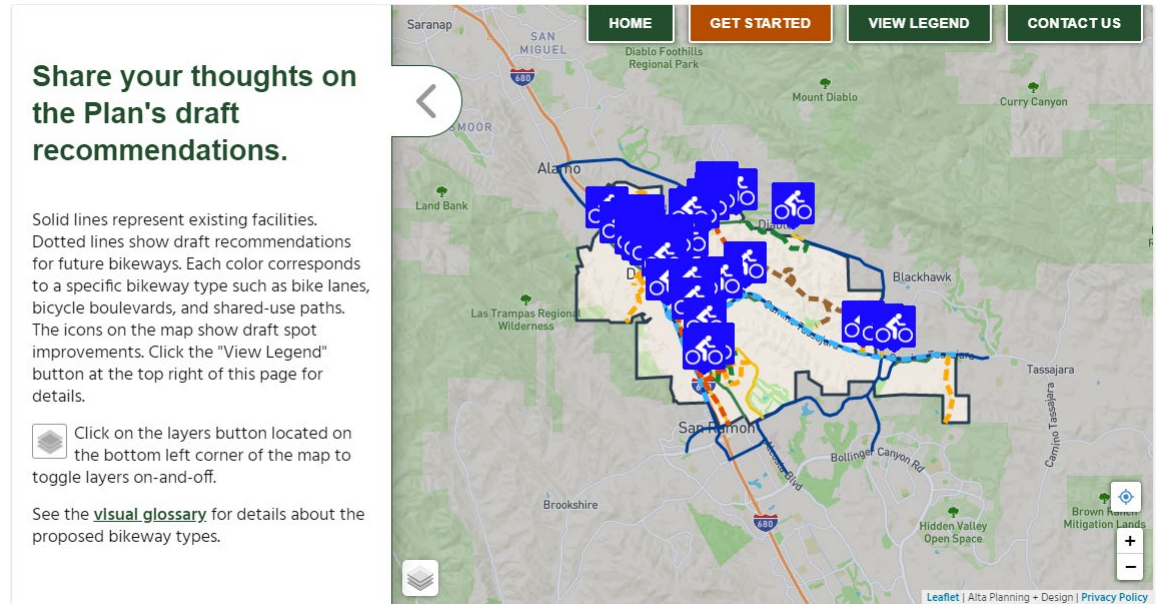 HOME
GET STARTED
VIEW LEGEND
CONTACT US
Share your thoughts on
the Plan's draft
recommendations.
Solid lines represent existing facilities.
Dotted lines show draft recommendations
for future bikeways. Each color corresponds
to a specific bikeway type such as bike lanes,
bicycle boulevards, and shared-use paths.
The icons on the map show draft spot
improvements. Click the "View Legend"
button at the top right of this page for
details.
Click on the layers button located on
the bottom left corner of the map to
toggle layers on-and-off.
See the visual glossary for details about the
proposed bikeway types.
Saranap
SAN
MIGUEL
680
Diablo Foothills
Regional Park
Mount Diablo
Curry Canyon
Alamo
Land Bank
Blackhawk
Las Trampas Regional
Wilderness
Tassajara
San Ramon
Bollinger Canyon Rd
Camino Tassajara
Brookshire
680
Hidden Valley
Open Space
Brown Ranch
Mitigation Lands
+
−
Leaflet | Alta Planning + Design | Privacy Policy